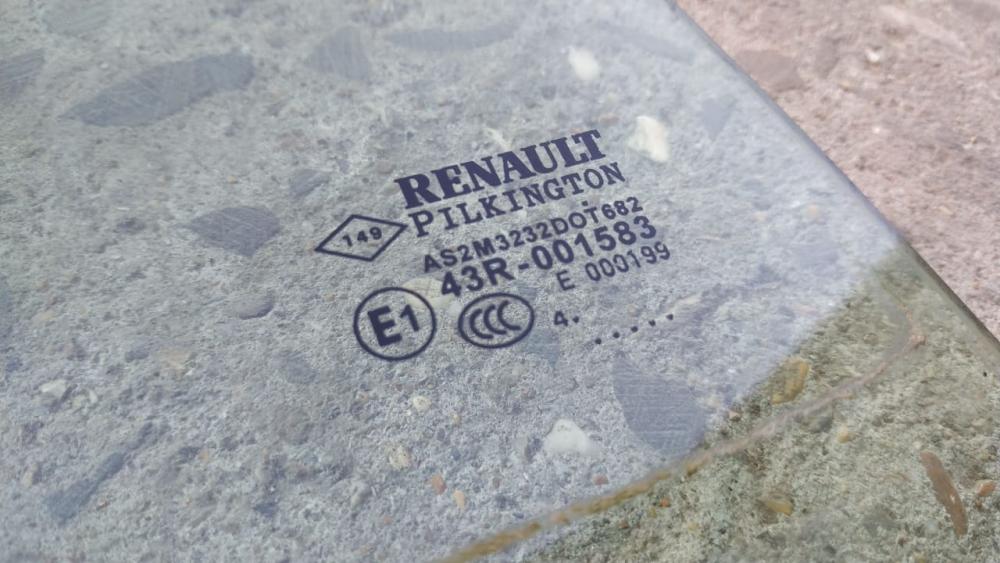 RENAULT
149 PILKINGTON
AS2M3232DOT682
43R-001583
E 000199
E1 CCC 4. .....